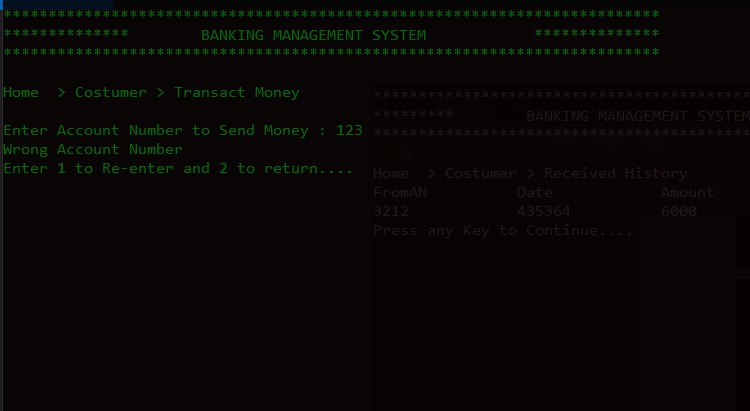 *************************************************************************
************** BANKING MANAGEMENT SYSTEM **************
*************************************************************************
Home > Costumer > Transact Money
Enter Account Number to Send Money : 123
Wrong Account Number
Enter 1 to Re-enter and 2 to return....
******************************************
********* BANKING MANAGEMENT SYSTEM
******************************************
Home > Costumer > Received History
FromAN Date Amount
3212 435364 6000
Press any Key to Continue....